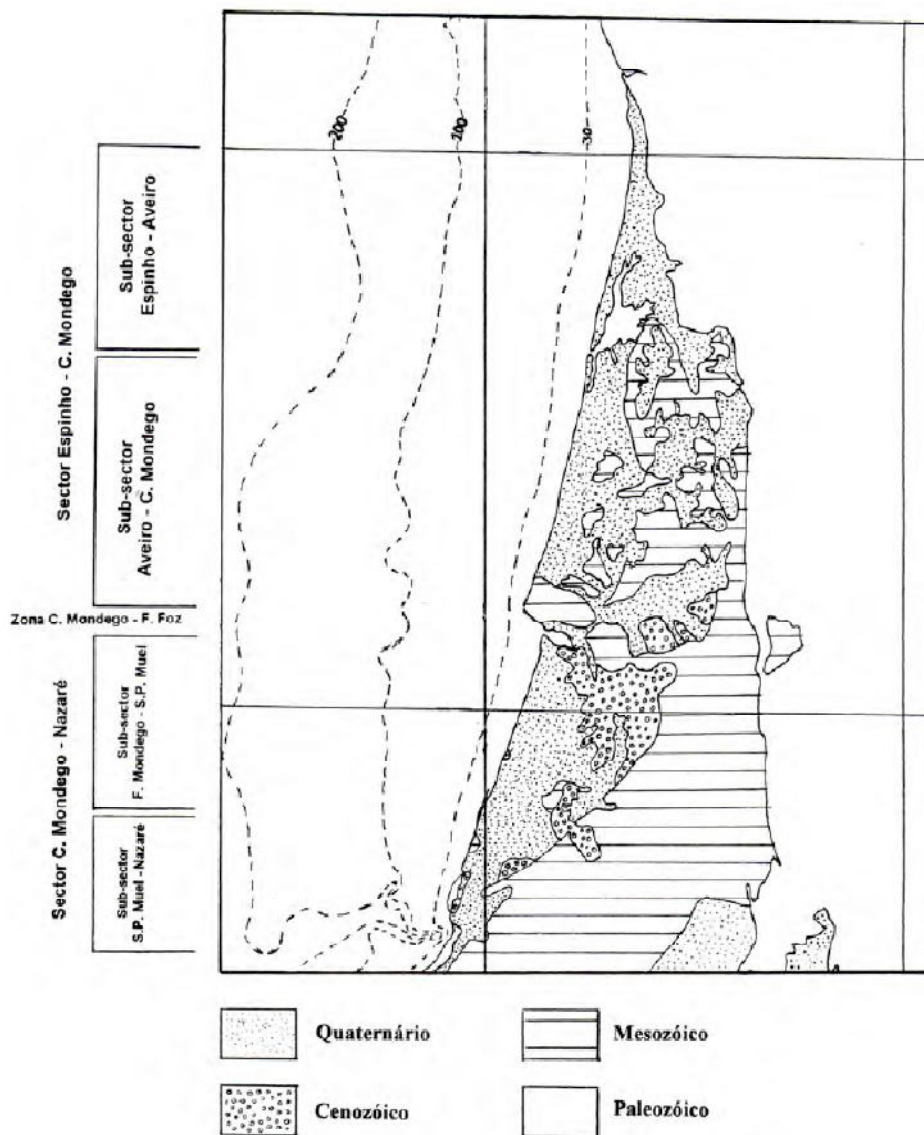 -200
-100
-30
Sector Espinho - C. Mondego
Sub-sector
Espinho - Aveiro
Sub-sector
Aveiro - C. Mondego
Zona C. Mondego - F. Foz
Sector C. Mondego - Nazaré
Sub-sector
F. Mondego - S.P. Muel
Sub-sector
S.P. Muel -Nazaré
Quaternário
Mesozóico
Cenozóico
Paleozóico